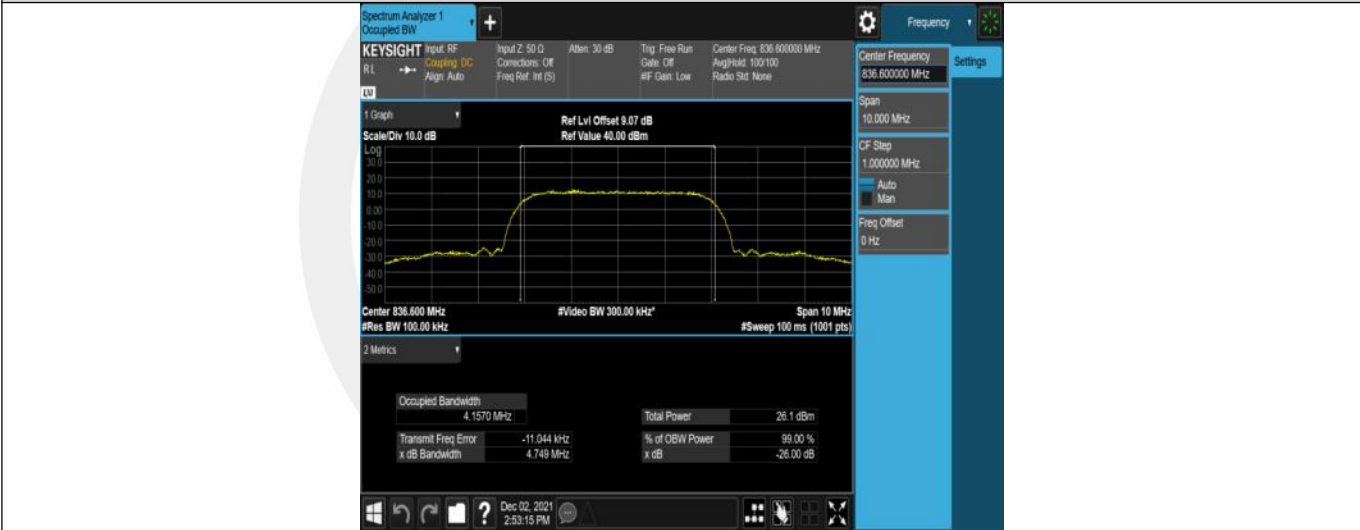 Spectrum Analyzer 1
Occupied BW
+
Frequency
KEYSIGHT
RL
Input: RF
Coupling: DC
Align: Auto
Input Z: 50 Ω
Corrections: Off
Freq Ref: Int (S)
Atten: 30 dB
Trig: Free Run
Gate: Off
#IF Gain: Low
Center Freq: 836.600000 MHz
Avg|Hold: 100/100
Radio Std: None
Center Frequency
836.600000 MHz
Settings
Span
10.000 MHz
CF Step
1.000000 MHz
Auto
Man
Freq Offset
0 Hz
1 Graph
Scale/Div 10.0 dB
Ref Lvl Offset 9.07 dB
Ref Value 40.00 dBm
Log
30.0
20.0
10.0
0.00
-10.0
-20.0
-30.0
-40.0
-50.0
Center 836.600 MHz
#Video BW 300.00 kHz*
Span 10 MHz
#Res BW 100.00 kHz
#Sweep 100 ms (1001 pts)
2 Metrics
Occupied Bandwidth
4.1570 MHz
Total Power 26.1 dBm
Transmit Freq Error -11.044 kHz
% of OBW Power 99.00 %
x dB Bandwidth 4.749 MHz
x dB -26.00 dB
?
Dec 02, 2021
2:53:15 PM